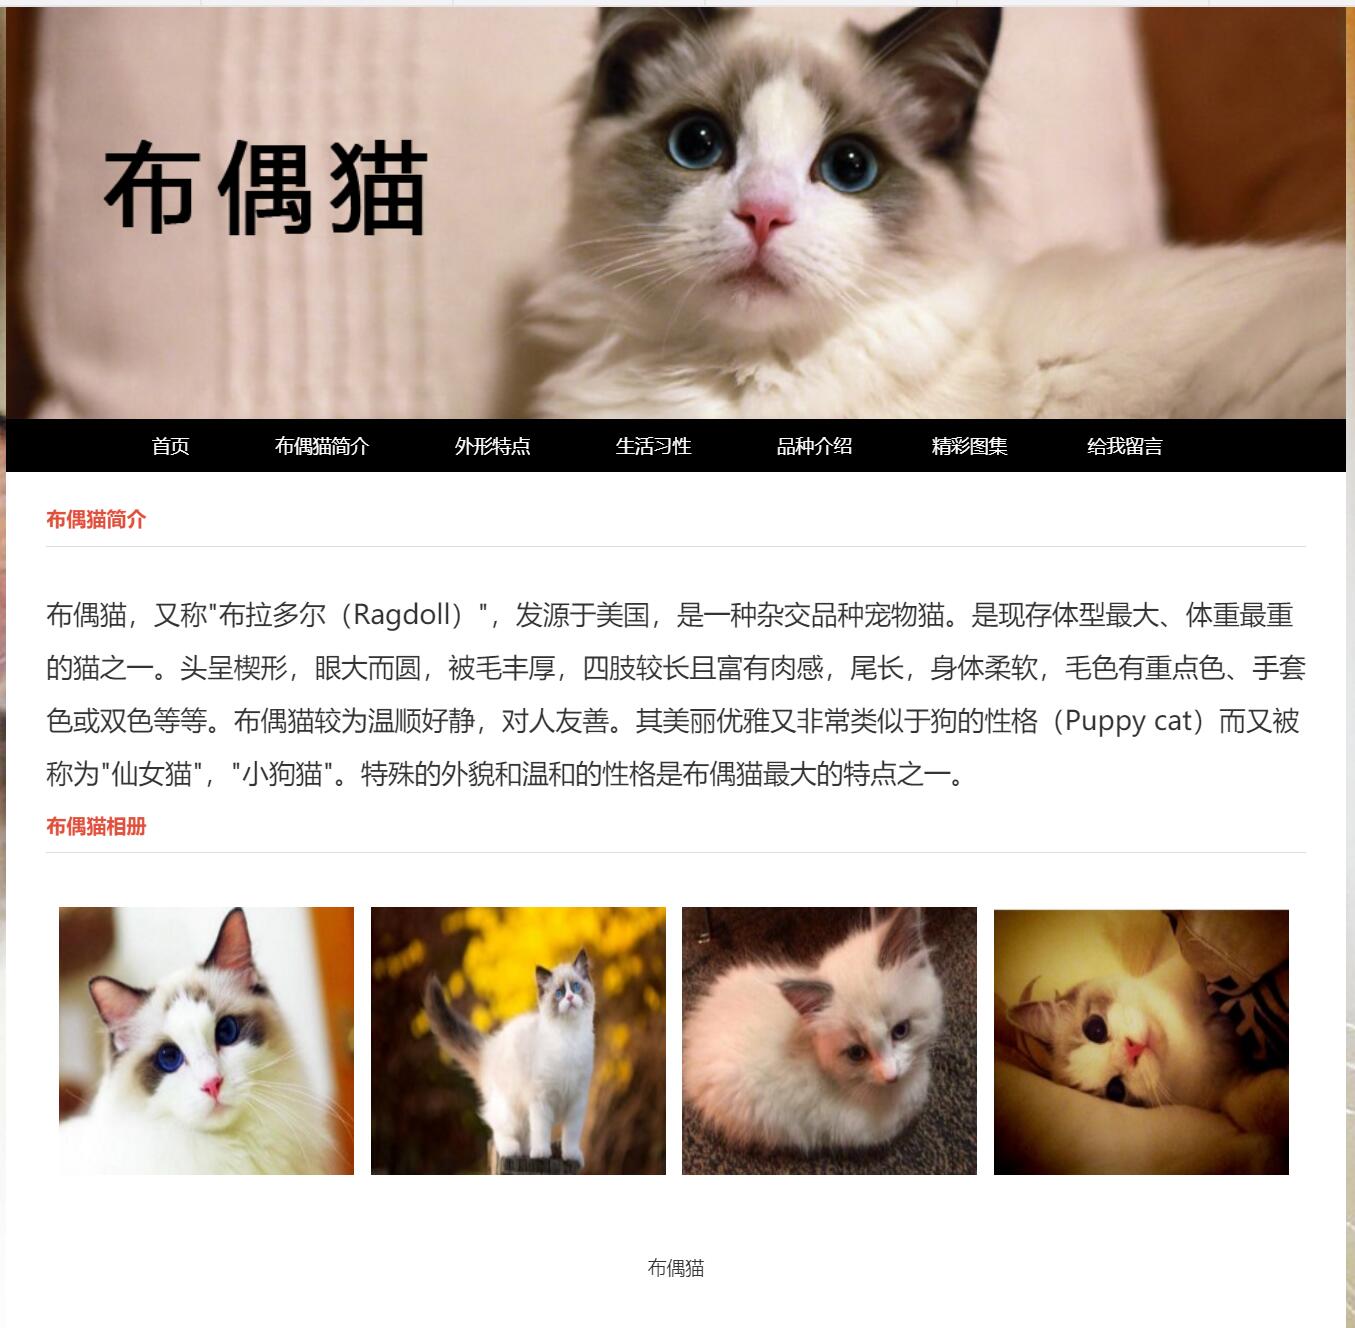 布偶猫
首页 布偶猫简介 外形特点 生活习性 品种介绍 精彩图集 给我留言
布偶猫简介
布偶猫，又称"布拉多尔（Ragdoll）"，发源于美国，是一种杂交品种宠物猫。是现存体型最大、体重最重
的猫之一。头呈楔形，眼大而圆，被毛丰厚，四肢较长且富有肉感，尾长，身体柔软，毛色有重点色、手套
色或双色等等。布偶猫较为温顺好静，对人友善。其美丽优雅又非常类似于狗的性格（Puppy cat）而又被
称为"仙女猫"，"小狗猫"。特殊的外貌和温和的性格是布偶猫最大的特点之一。
布偶猫相册
布偶猫